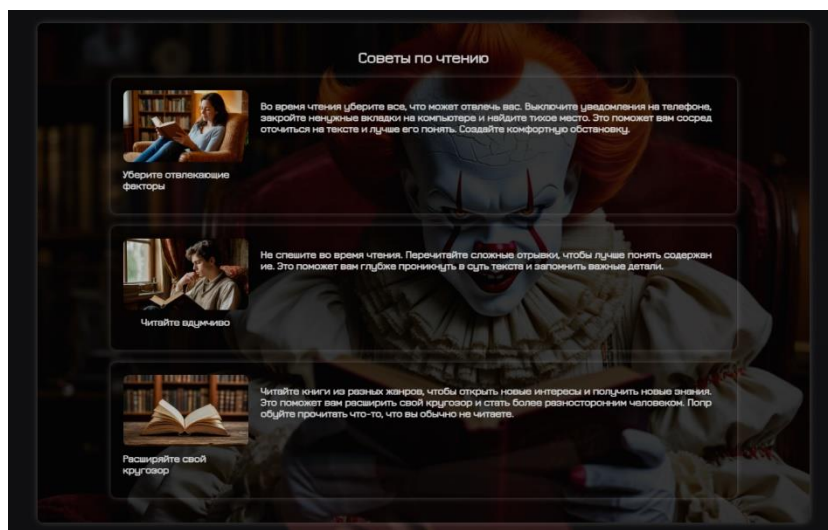 Советы по чтению
Во время чтения уберите все, что может отвлечь вас. Выключите уведомления на телефоне,
закройте ненужные вкладки на компьютере и найдите тихое место. Это поможет вам сосред
оточиться на тексте и лучше его понять. Создайте комфортную обстановку.
Уберите отвлекающие
факторы
Не спешите во время чтения. Перечитайте сложные отрывки, чтобы лучше понять содержан
ие. Это поможет вам глубже проникнуть в суть текста и запомнить важные детали.
Читайте вдумчиво
Читайте книги из разных жанров, чтобы открыть новые интересы и получить новые знания.
Это поможет вам расширить свой кругозор и стать более разносторонним человеком. Попр
обуйте прочитать что-то, что вы обычно не читаете.
Расширяйте свой
кругозор